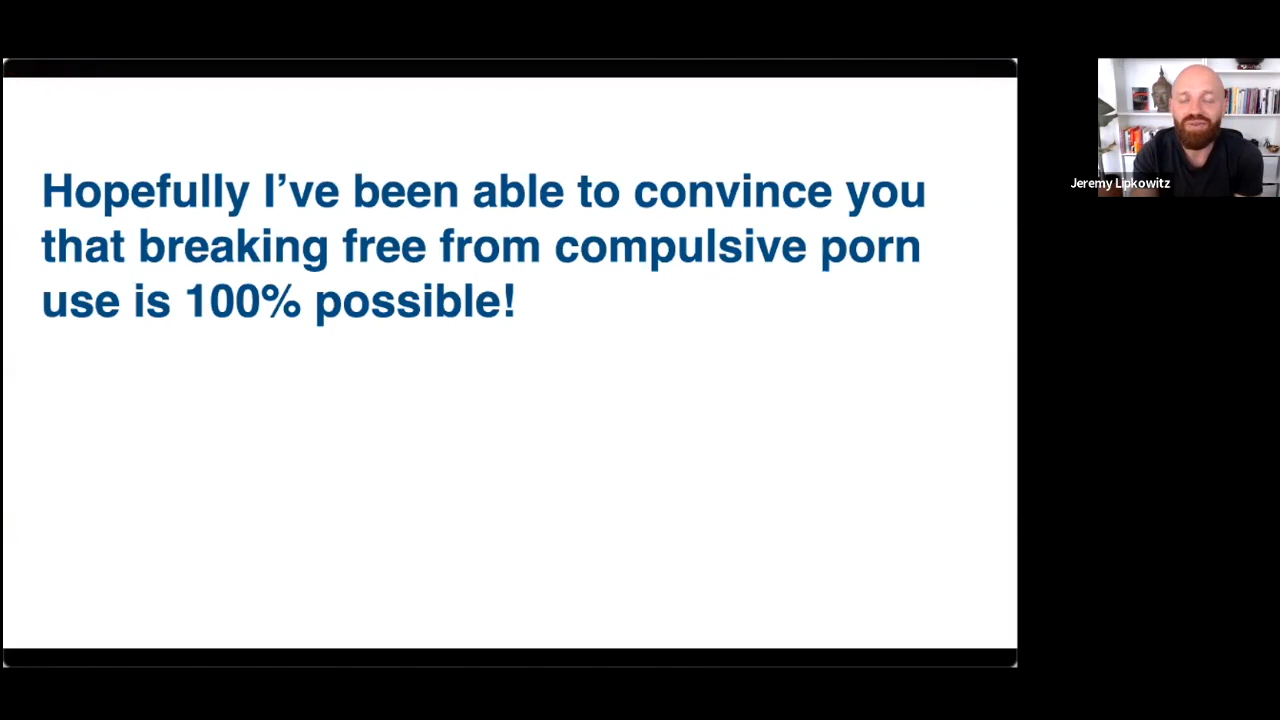 Hopefully I’ve been able to convince you
that breaking free from compulsive porn
use is 100% possible!
Jeremy Lipkowitz